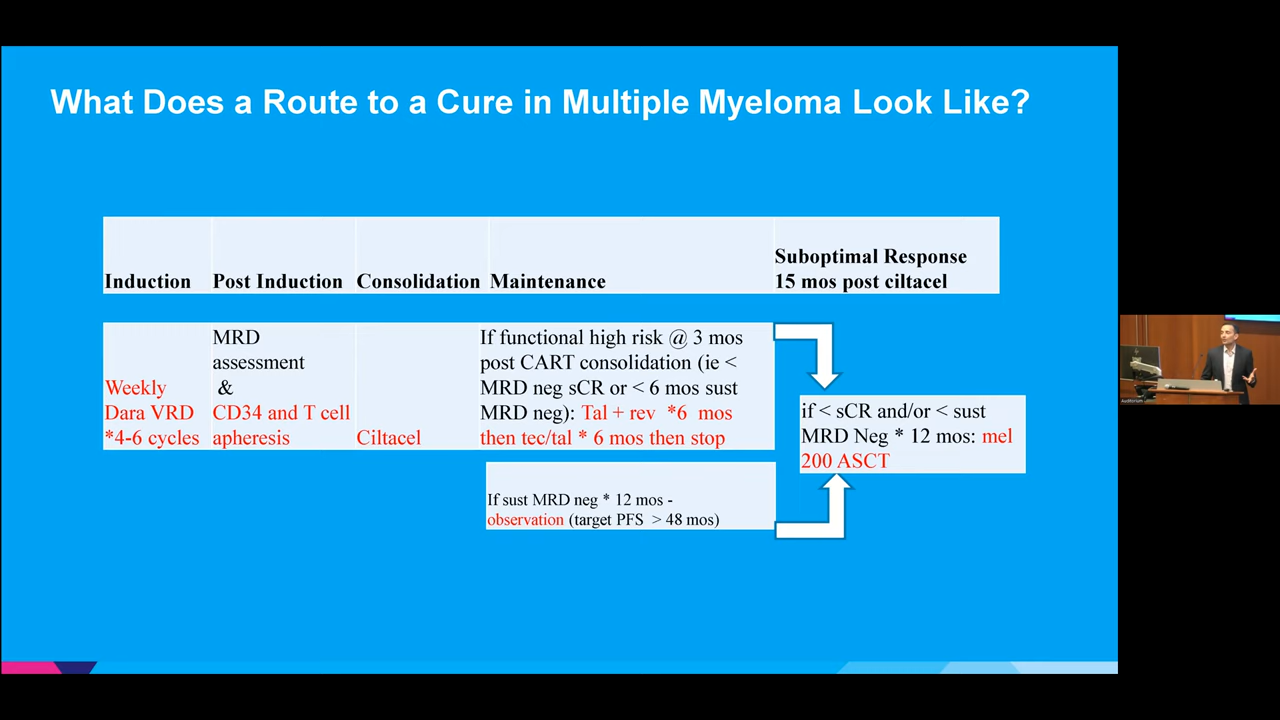 What Does a Route to a Cure in Multiple Myeloma Look Like?
Induction
Post Induction
Consolidation
Maintenance
Suboptimal Response
15 mos post ciltacel
Weekly
Dara VRD
*4-6 cycles
MRD
assessment
&
CD34 and T cell
apheresis
Ciltacel
If functional high risk @ 3 mos
post CART consolidation (ie <
MRD neg sCR or < 6 mos sust
MRD neg): Tal + rev *6 mos
then tec/tal * 6 mos then stop
If sust MRD neg * 12 mos -
observation (target PFS > 48 mos)
if < sCR and/or < sust
MRD Neg * 12 mos: mel
200 ASCT
Auditorium